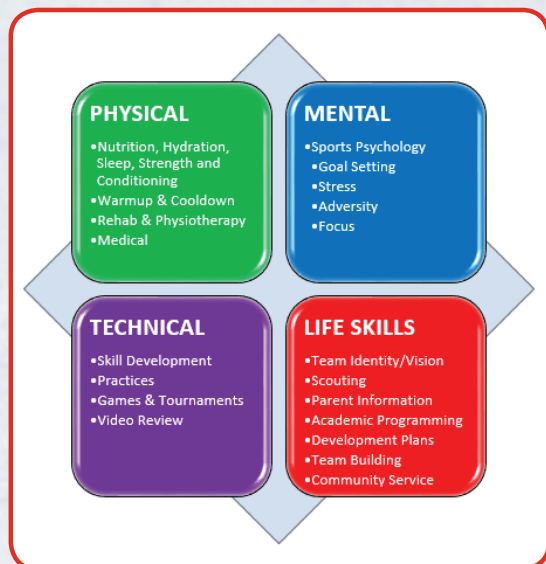 PHYSICAL
•Nutrition, Hydration,
Sleep, Strength and
Conditioning
•Warmup & Cooldown
•Rehab & Physiotherapy
•Medical
MENTAL
•Sports Psychology
•Goal Setting
•Stress
•Adversity
•Focus
TECHNICAL
•Skill Development
•Practices
•Games & Tournaments
•Video Review
LIFE SKILLS
•Team Identity/Vision
•Scouting
•Parent Information
•Academic Programming
•Development Plans
•Team Building
•Community Service